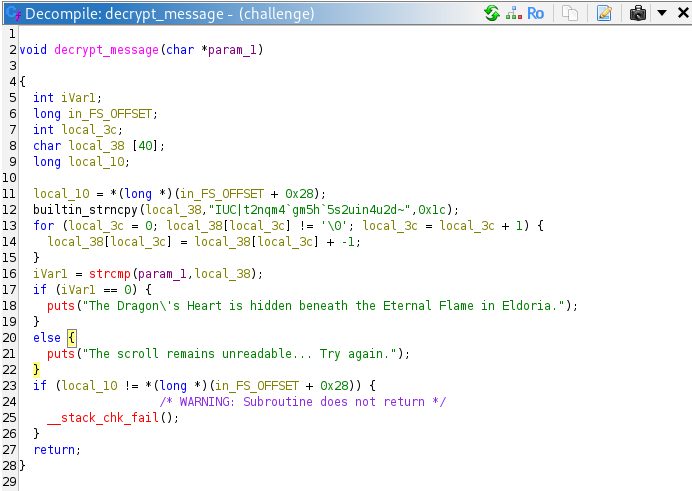 Decompile: decrypt_message - (challenge)
1
2 void decrypt_message(char *param_1)
3
4 {
5   int iVar1;
6   long in_FS_OFFSET;
7   int local_3c;
8   char local_38 [40];
9   long local_10;
10
11   local_10 = *(long *)(in_FS_OFFSET + 0x28);
12   builtin_strncpy(local_38,"IUC|t2nqm4`gm5h`5s2uin4u2d~",0x1c);
13   for (local_3c = 0; local_38[local_3c] != '\0'; local_3c = local_3c + 1) {
14     local_38[local_3c] = local_38[local_3c] + -1;
15   }
16   iVar1 = strcmp(param_1,local_38);
17   if (iVar1 == 0) {
18     puts("The Dragon\'s Heart is hidden beneath the Eternal Flame in Eldoria.");
19   }
20   else {
21     puts("The scroll remains unreadable... Try again.");
22   }
23   if (local_10 != *(long *)(in_FS_OFFSET + 0x28)) {
24                     /* WARNING: Subroutine does not return */
25     __stack_chk_fail();
26   }
27   return;
28 }
29